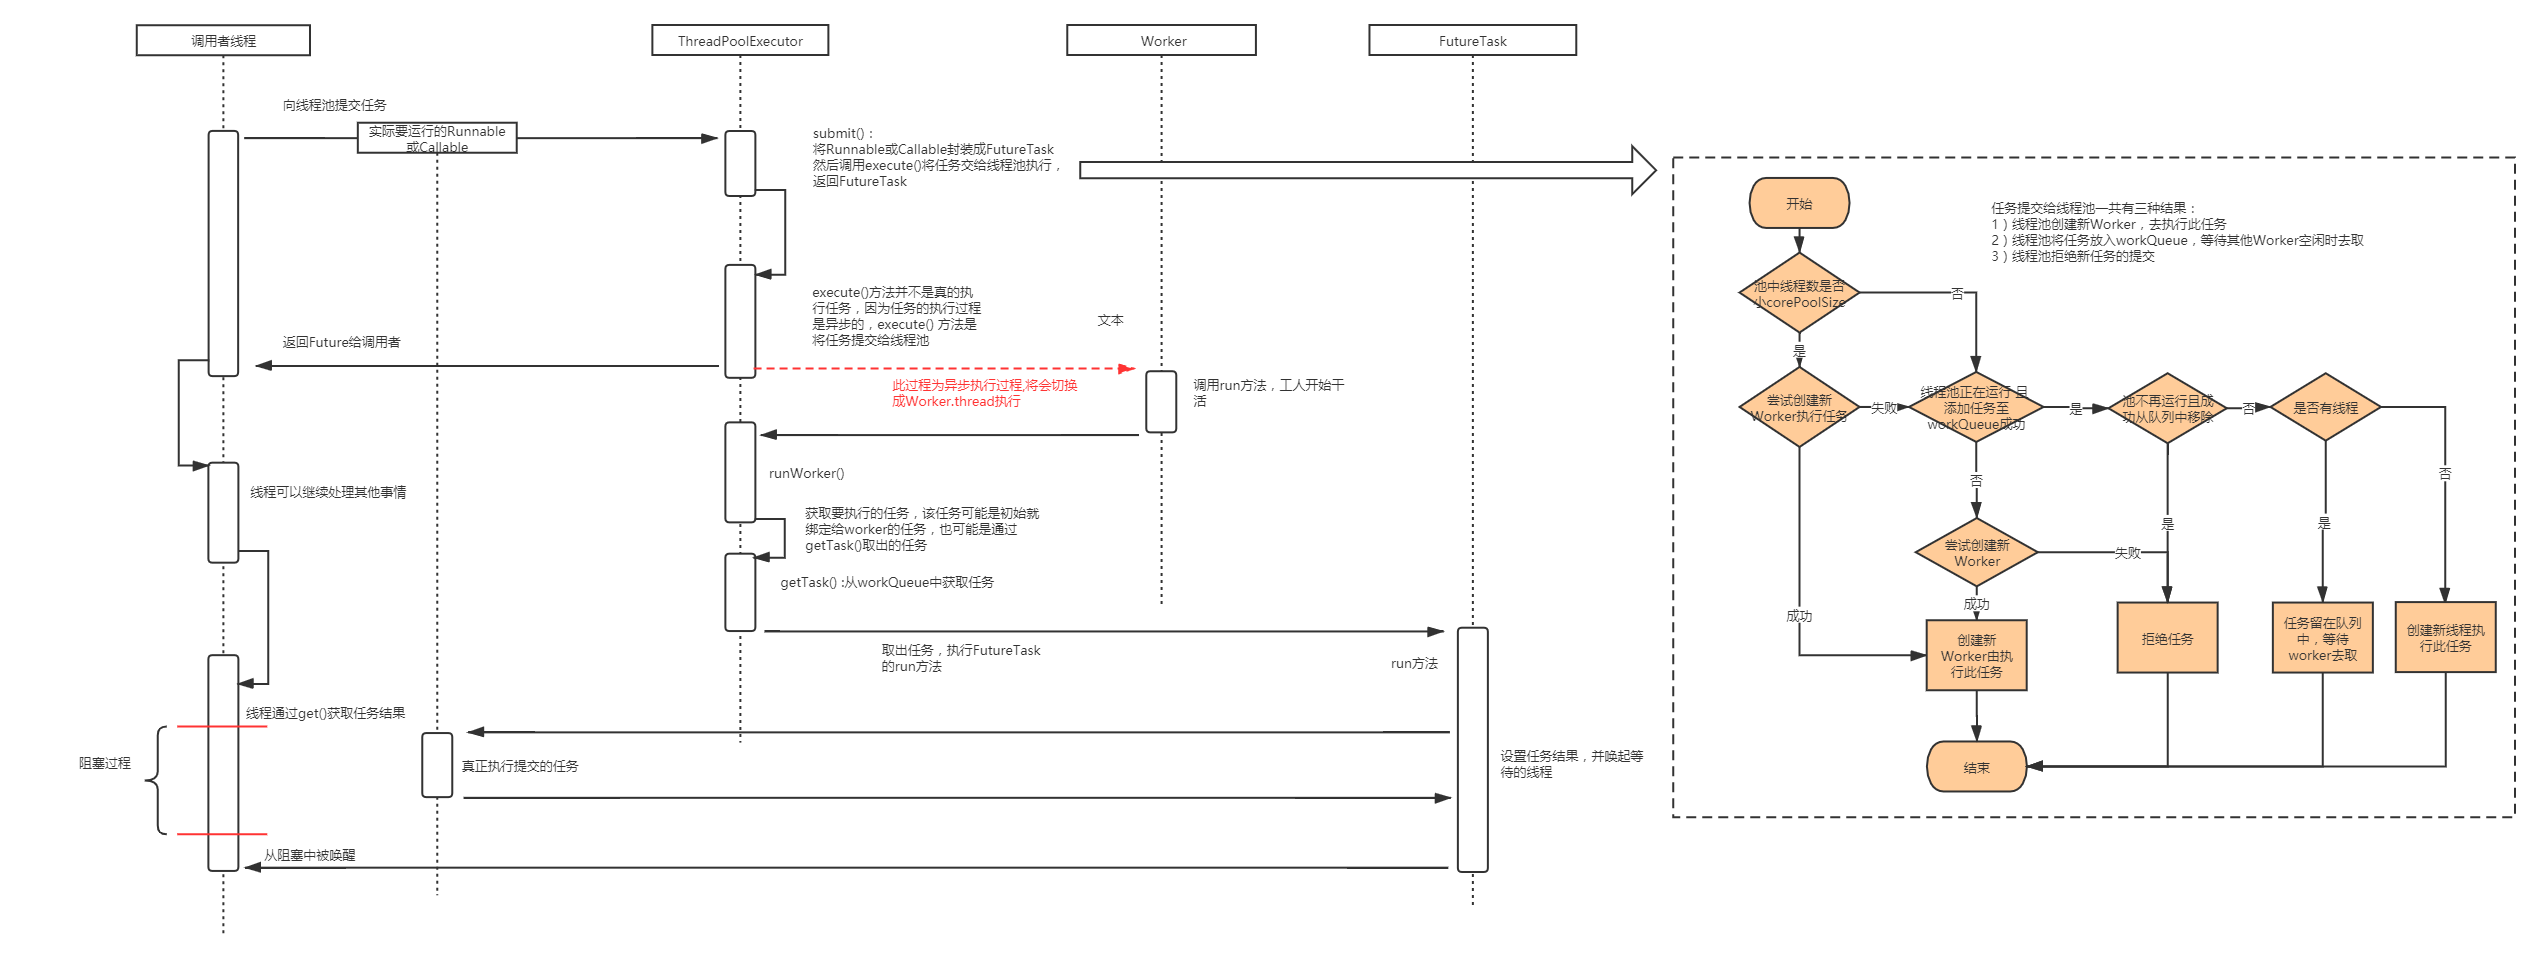 调用者线程
ThreadPoolExecutor
Worker
FutureTask
向线程池提交任务
实际要运行的Runnable
或Callable
submit()：
将Runnable或Callable封装成FutureTask
然后调用execute()将任务交给线程池执行，
返回FutureTask
execute()方法并不是真的执
行任务，因为任务的执行过程
是异步的，execute() 方法是
将任务提交给线程池
文本
返回Future给调用者
此过程为异步执行过程,将会切换
成Worker.thread执行
调用run方法，工人开始干
活
runWorker()
线程可以继续处理其他事情
获取要执行的任务，该任务可能是初始就
绑定给worker的任务，也可能是通过
getTask()取出的任务
getTask() :从workQueue中获取任务
取出任务，执行FutureTask
的run方法
run方法
线程通过get()获取任务结果
阻塞过程
真正执行提交的任务
设置任务结果，并唤起等
待的线程
从阻塞中被唤醒
开始
任务提交给线程池一共有三种结果：
1）线程池创建新Worker，去执行此任务
2）线程池将任务放入workQueue，等待其他Worker空闲时去取
3）线程池拒绝新任务的提交
池中线程数是否
小corePoolSize
否
是
尝试创建新
Worker执行任务
失败
线程池正在运行 且
添加任务至
workQueue成功
是
池不再运行且成
功从队列中移除
否
是否有线程
否
否
是
是
尝试创建新
Worker
失败
成功
成功
创建新
Worker由执
行此任务
拒绝任务
任务留在队列
中，等待
worker去取
创建新线程执
行此任务
结束